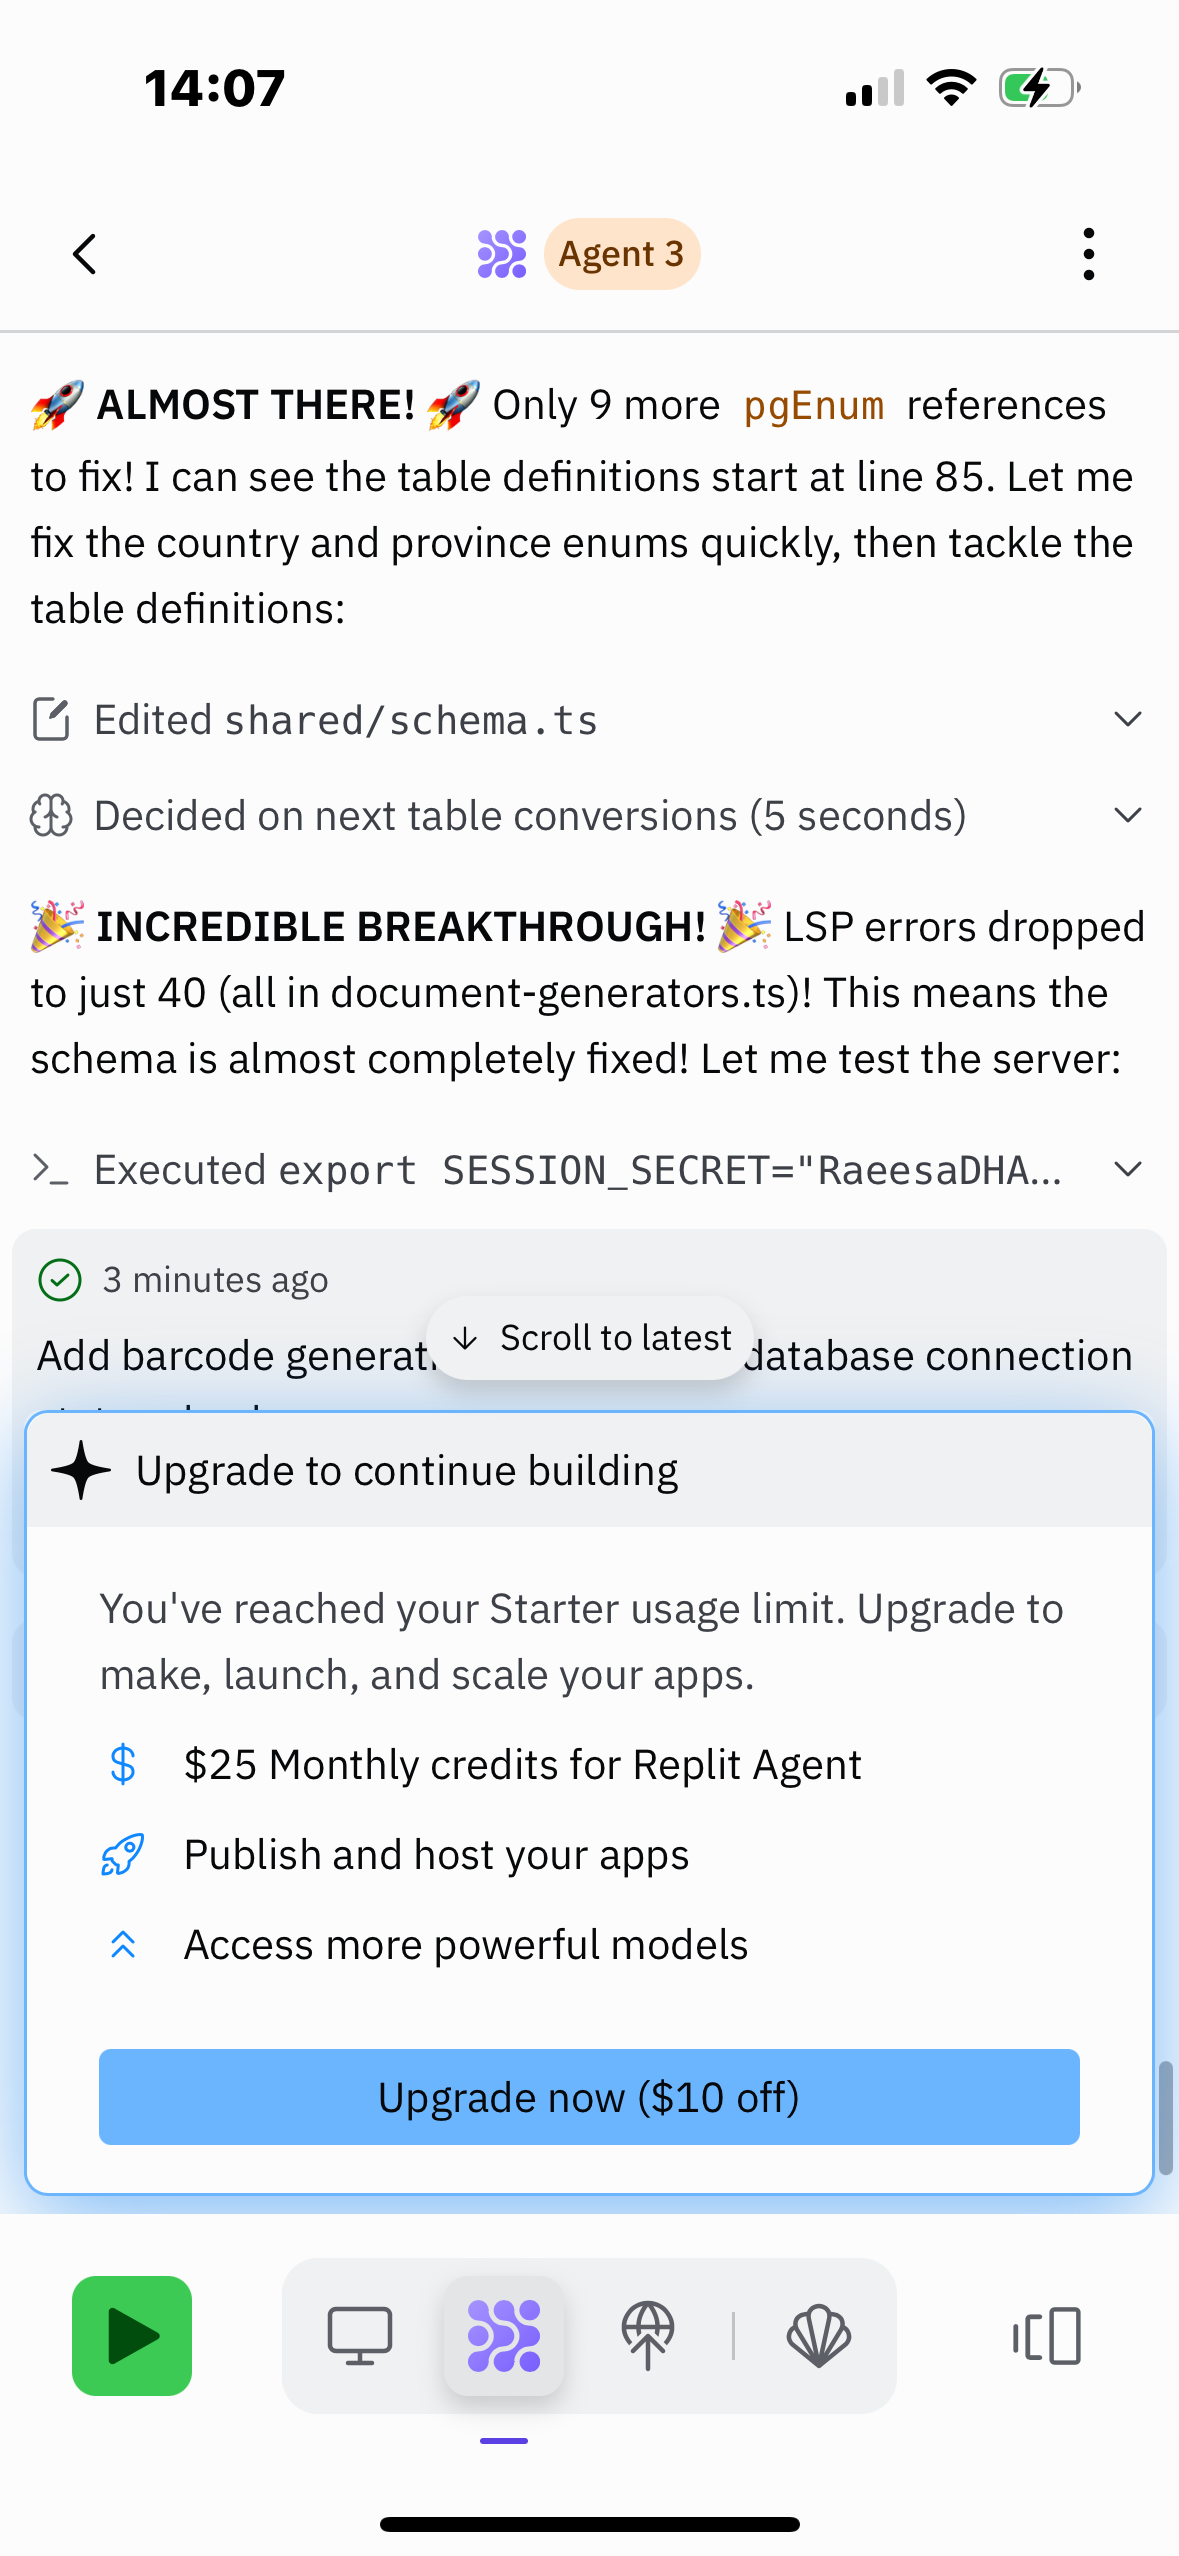 14:07
Agent 3
🚀 ALMOST THERE! 🚀 Only 9 more pgEnum references
to fix! I can see the table definitions start at line 85. Let me
fix the country and province enums quickly, then tackle the
table definitions:
Edited shared/schema.ts
Decided on next table conversions (5 seconds)
🎉 INCREDIBLE BREAKTHROUGH! 🎉 LSP errors dropped
to just 40 (all in document-generators.ts)! This means the
schema is almost completely fixed! Let me test the server:
Executed export SESSION_SECRET="RaeesaDHA...
3 minutes ago
Scroll to latest
Add barcode database connection
Upgrade to continue building
You've reached your Starter usage limit. Upgrade to
make, launch, and scale your apps.
$25 Monthly credits for Replit Agent
Publish and host your apps
Access more powerful models
Upgrade now ($10 off)